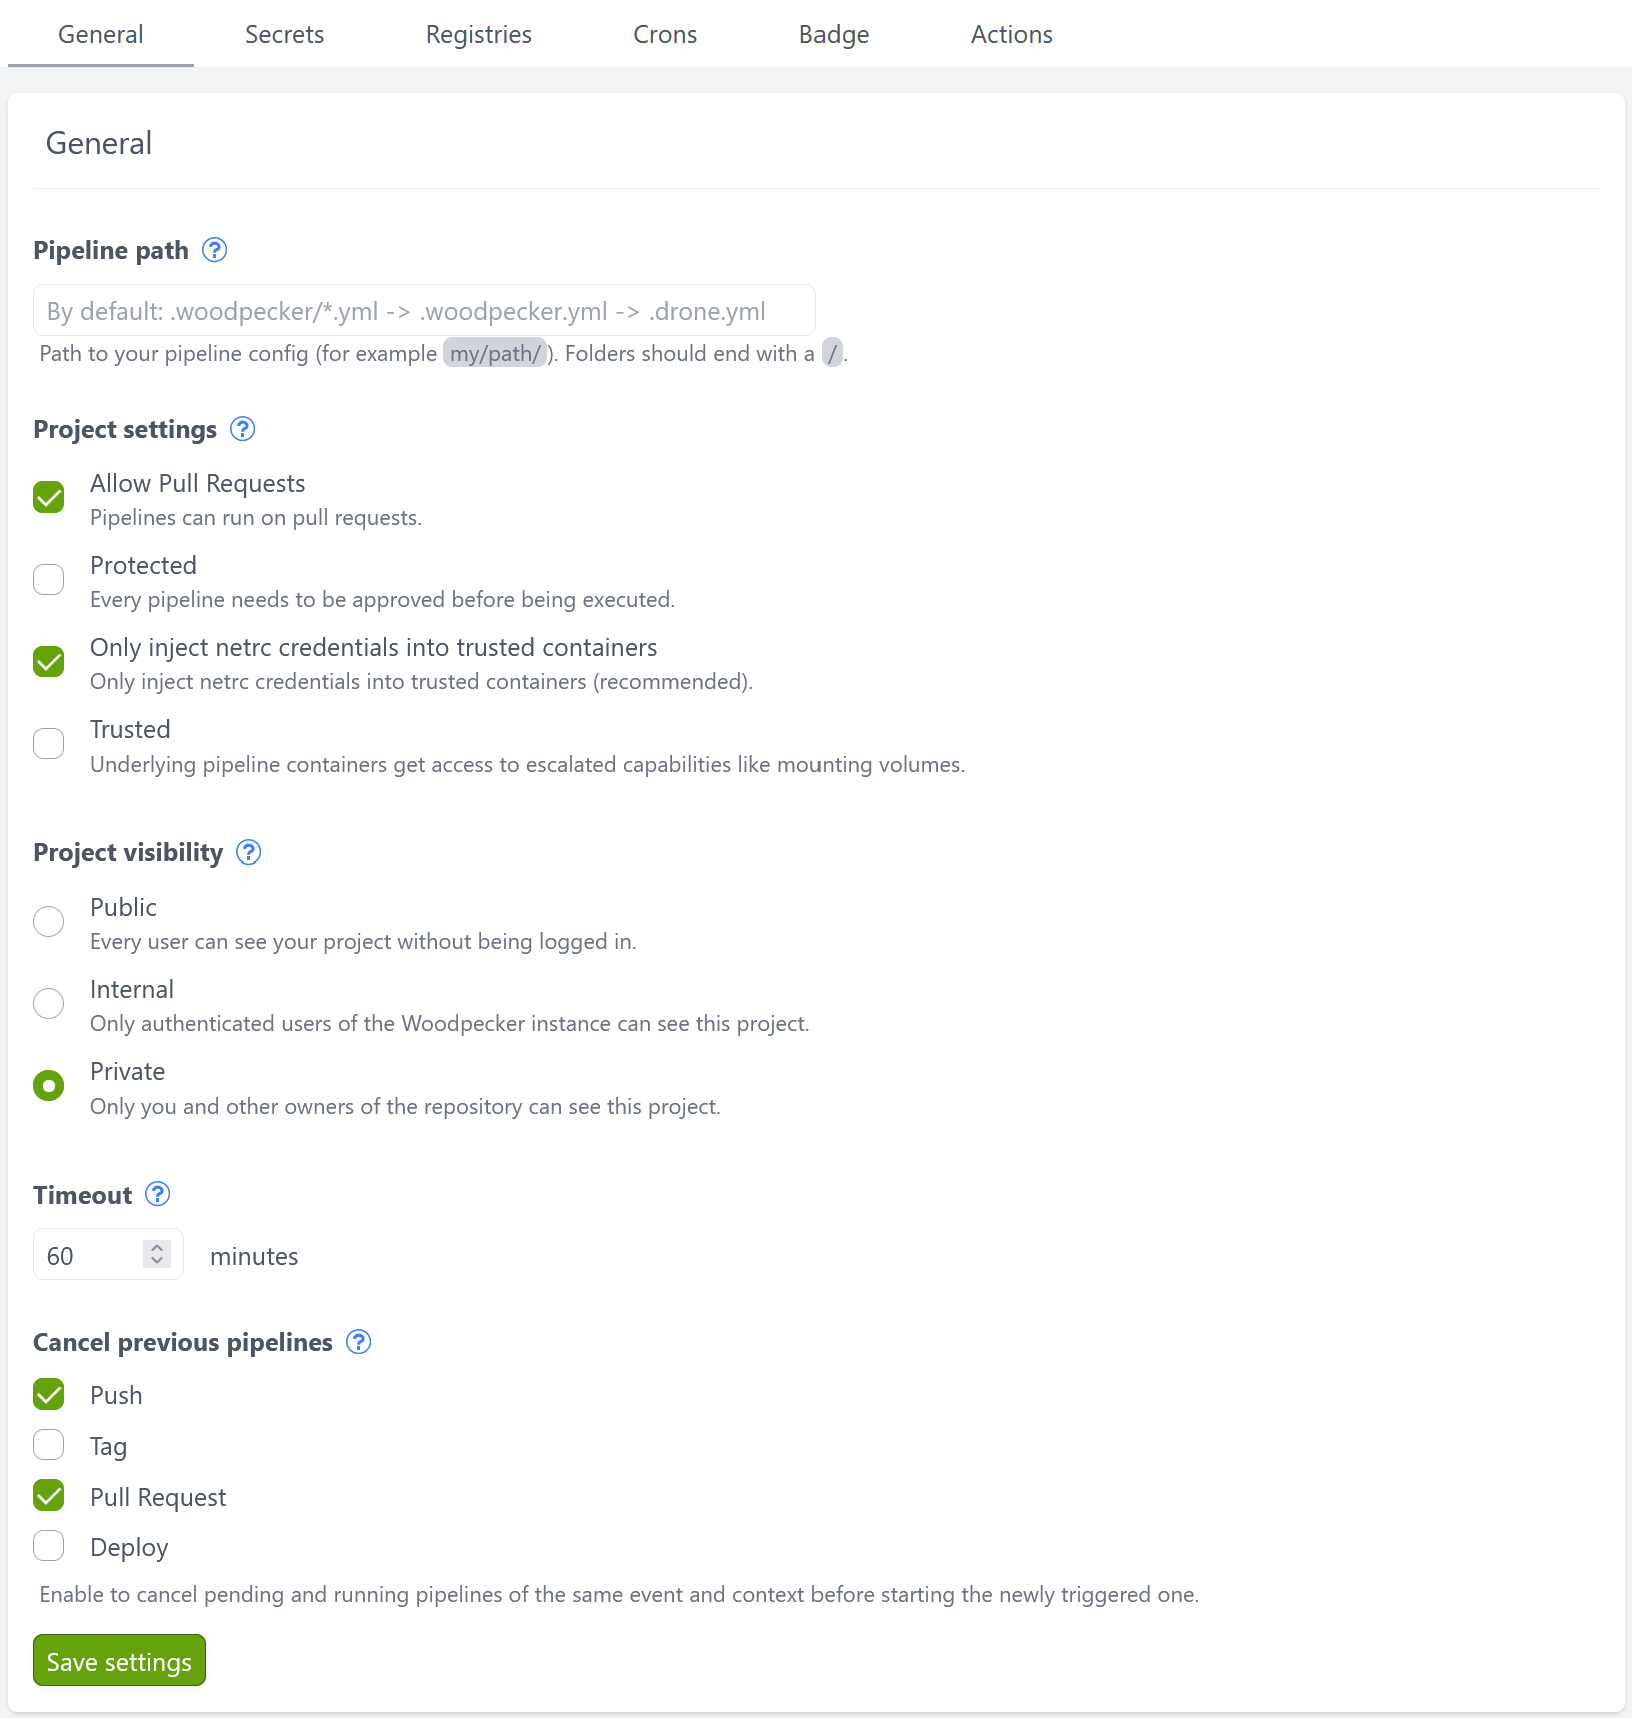 General Secrets Registries Crons Badge Actions
General
Pipeline path ?
By default: .woodpecker/*.yml -> .woodpecker.yml -> .drone.yml
Path to your pipeline config (for example my/path/). Folders should end with a /.
Project settings ?
Allow Pull Requests
Pipelines can run on pull requests.
Protected
Every pipeline needs to be approved before being executed.
Only inject netrc credentials into trusted containers
Only inject netrc credentials into trusted containers (recommended).
Trusted
Underlying pipeline containers get access to escalated capabilities like mounting volumes.
Project visibility ?
Public
Every user can see your project without being logged in.
Internal
Only authenticated users of the Woodpecker instance can see this project.
Private
Only you and other owners of the repository can see this project.
Timeout ?
60 minutes
Cancel previous pipelines ?
Push
Tag
Pull Request
Deploy
Enable to cancel pending and running pipelines of the same event and context before starting the newly triggered one.
Save settings